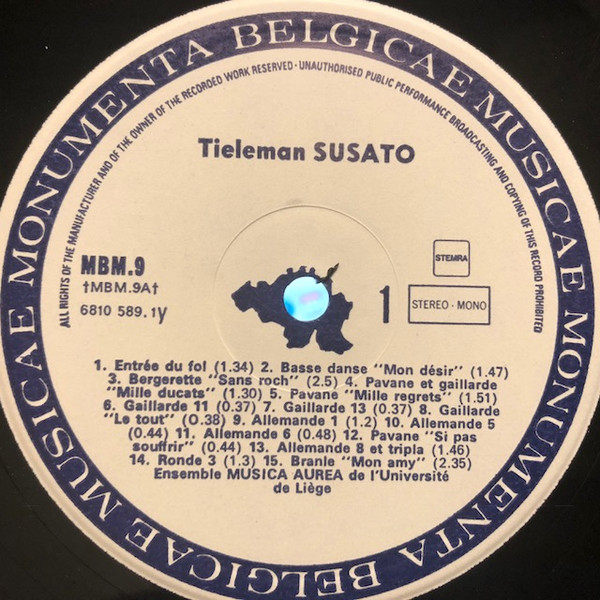 MUSICAE MONUMENTA BELGICAE MUSICAE MONUMENTA BELGICAE
ALL RIGHTS OF THE MANUFACTURER AND OF THE OWNER OF THE RECORDED WORK RESERVED · UNAUTHORISED PUBLIC PERFORMANCE BROADCASTING AND COPYING OF THIS RECORD PROHIBITED
Tieleman SUSATO
MBM.9
†MBM.9A†
6810 589.1y
STEMRA
1
STEREO - MONO
1. Entrée du fol (1.34) 2. Basse danse "Mon désir" (1.47)
3. Bergerette "Sans roch" (2.5) 4. Pavane et gaillarde
"Mille ducats" (1.30) 5. Pavane "Mille regrets" (1.51)
6. Gaillarde 11 (0.37) 7. Gaillarde 13 (0.37) 8. Gaillarde
"Le tout" (O.38) 9. Allemande 1 (1.2) 10. Allemande 5
(0.44) 11. Allemande 6 (0.48) 12. Pavane "Si pas
souffrir" (0.44) 13. Allemande 8 et tripla (1.46)
14. Ronde 3 (1.3) 15. Branle "Mon amy" (2.35)
Ensemble MUSICA AUREA de l'Université
de Liège